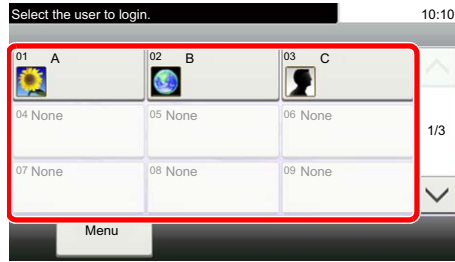 Select the user to login. 10:10
01 A 02 B 03 C
04 None 05 None 06 None
1/3
07 None 08 None 09 None
Menu